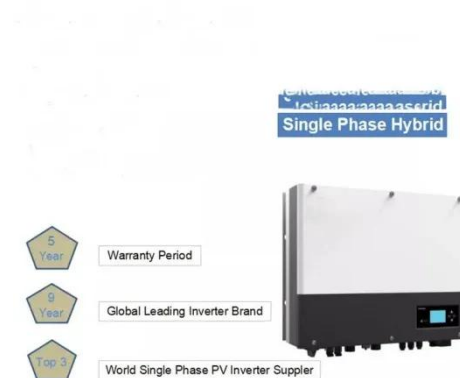 Single Phase Hybrid
5
Year
Warranty Period
9
Year
Global Leading Inverter Brand
Top 3
World Single Phase PV Inverter Suppler